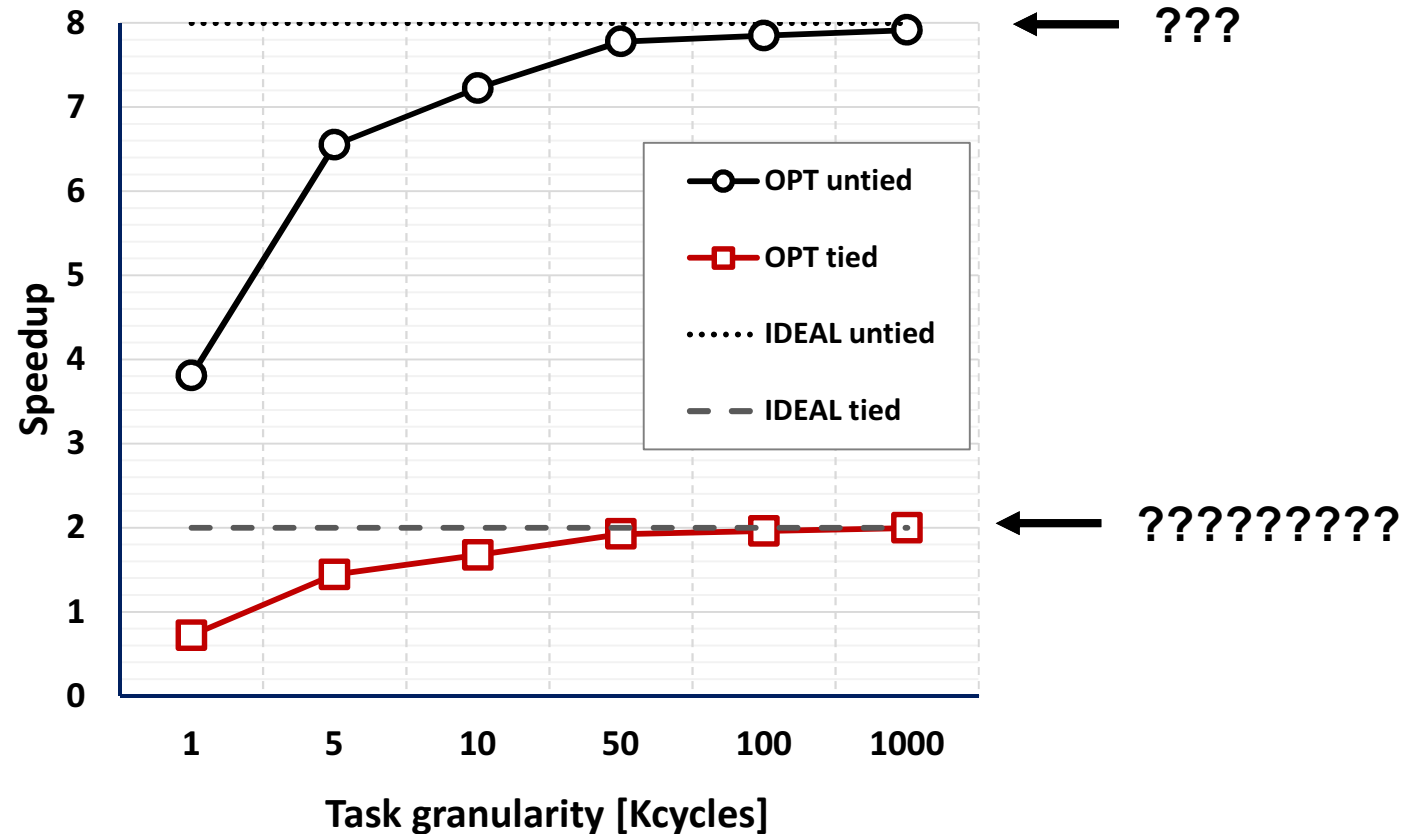 8
7
6
5
4
3
2
1
0
Speedup
1 5 10 50 100 1000
Task granularity [Kcycles]
OPT untied
OPT tied
IDEAL untied
IDEAL tied
???
?????????